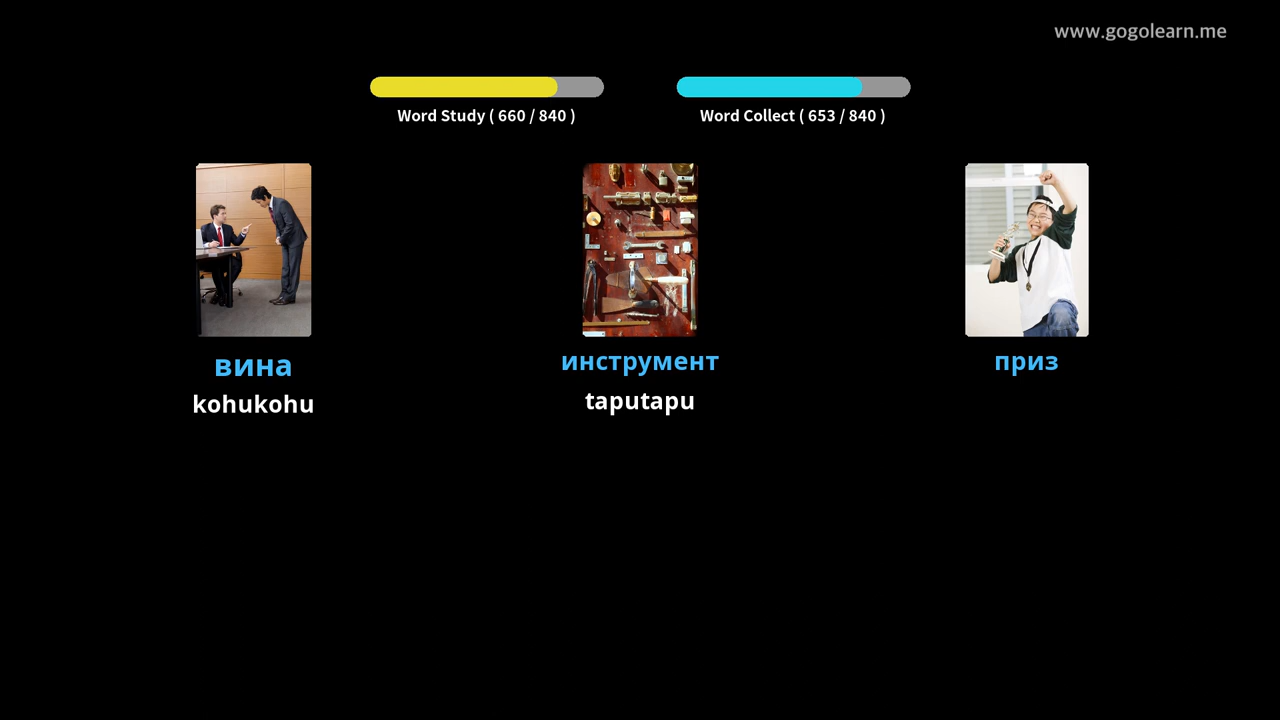 www.gogolearn.me
Word Study ( 660 / 840 )
Word Collect ( 653 / 840 )
вина
kohukohu
инструмент
taputapu
приз